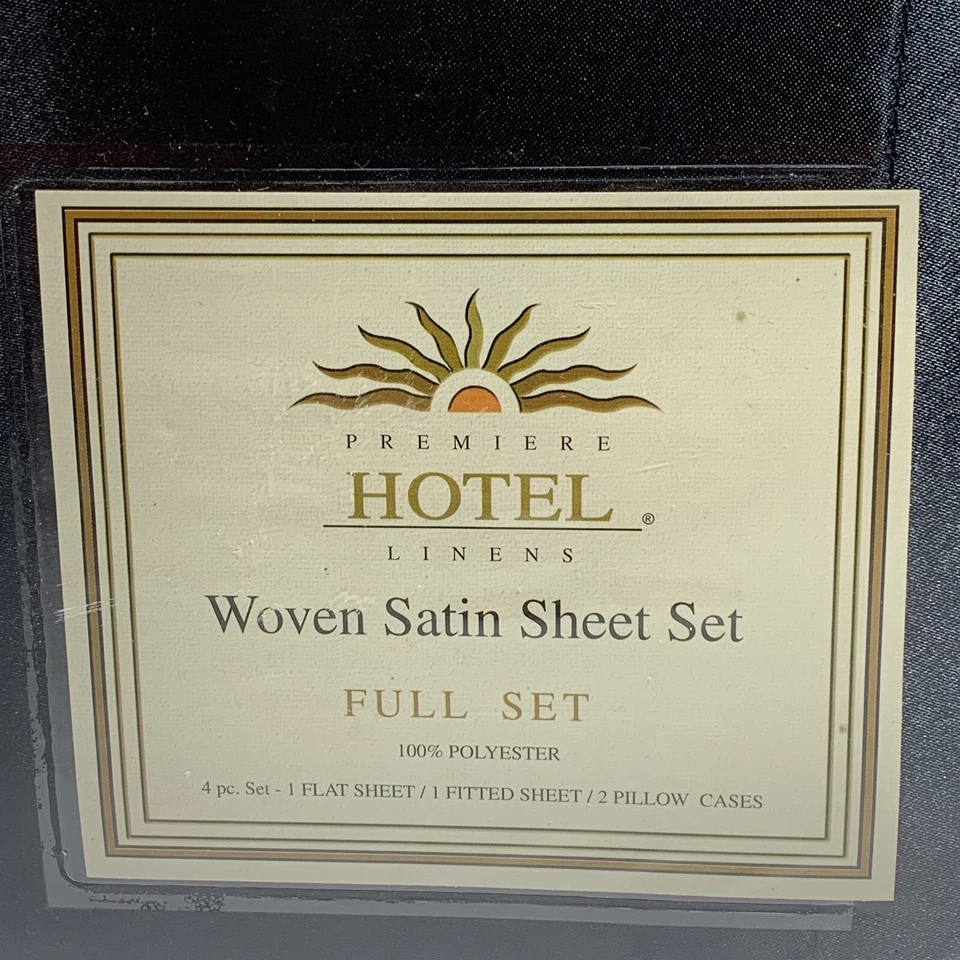 PREMIERE
HOTEL ®
LINENS
Woven Satin Sheet Set
FULL SET
100% POLYESTER
4 pc. Set - 1 FLAT SHEET / 1 FITTED SHEET / 2 PILLOW CASES